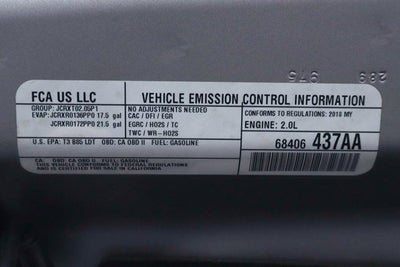 289
975
FCA US LLC
VEHICLE EMISSION CONTROL INFORMATION
GROUP: JCRXT02.05P1
EVAP: JCRXR0136PP0 17.5 gal
JCRXR0172PP0 21.5 gal
NO ADJUSTMENTS NEEDED
CAC / DFI / EGR
EGRC / HO2S / TC
TWC / WR-HO2S
CONFORMS TO REGULATIONS: 2018 MY
ENGINE: 2.0L
U.S. EPA: T3 B85 LDT OBD: CA OBD II FUEL: GASOLINE
68406 437AA
CA: OBD: CA OBD II FUEL: GASOLINE
CONFORMS TO CALIFORNIA REGULATIONS
AND IS CERTIFIED FOR SALE IN CALIFORNIA